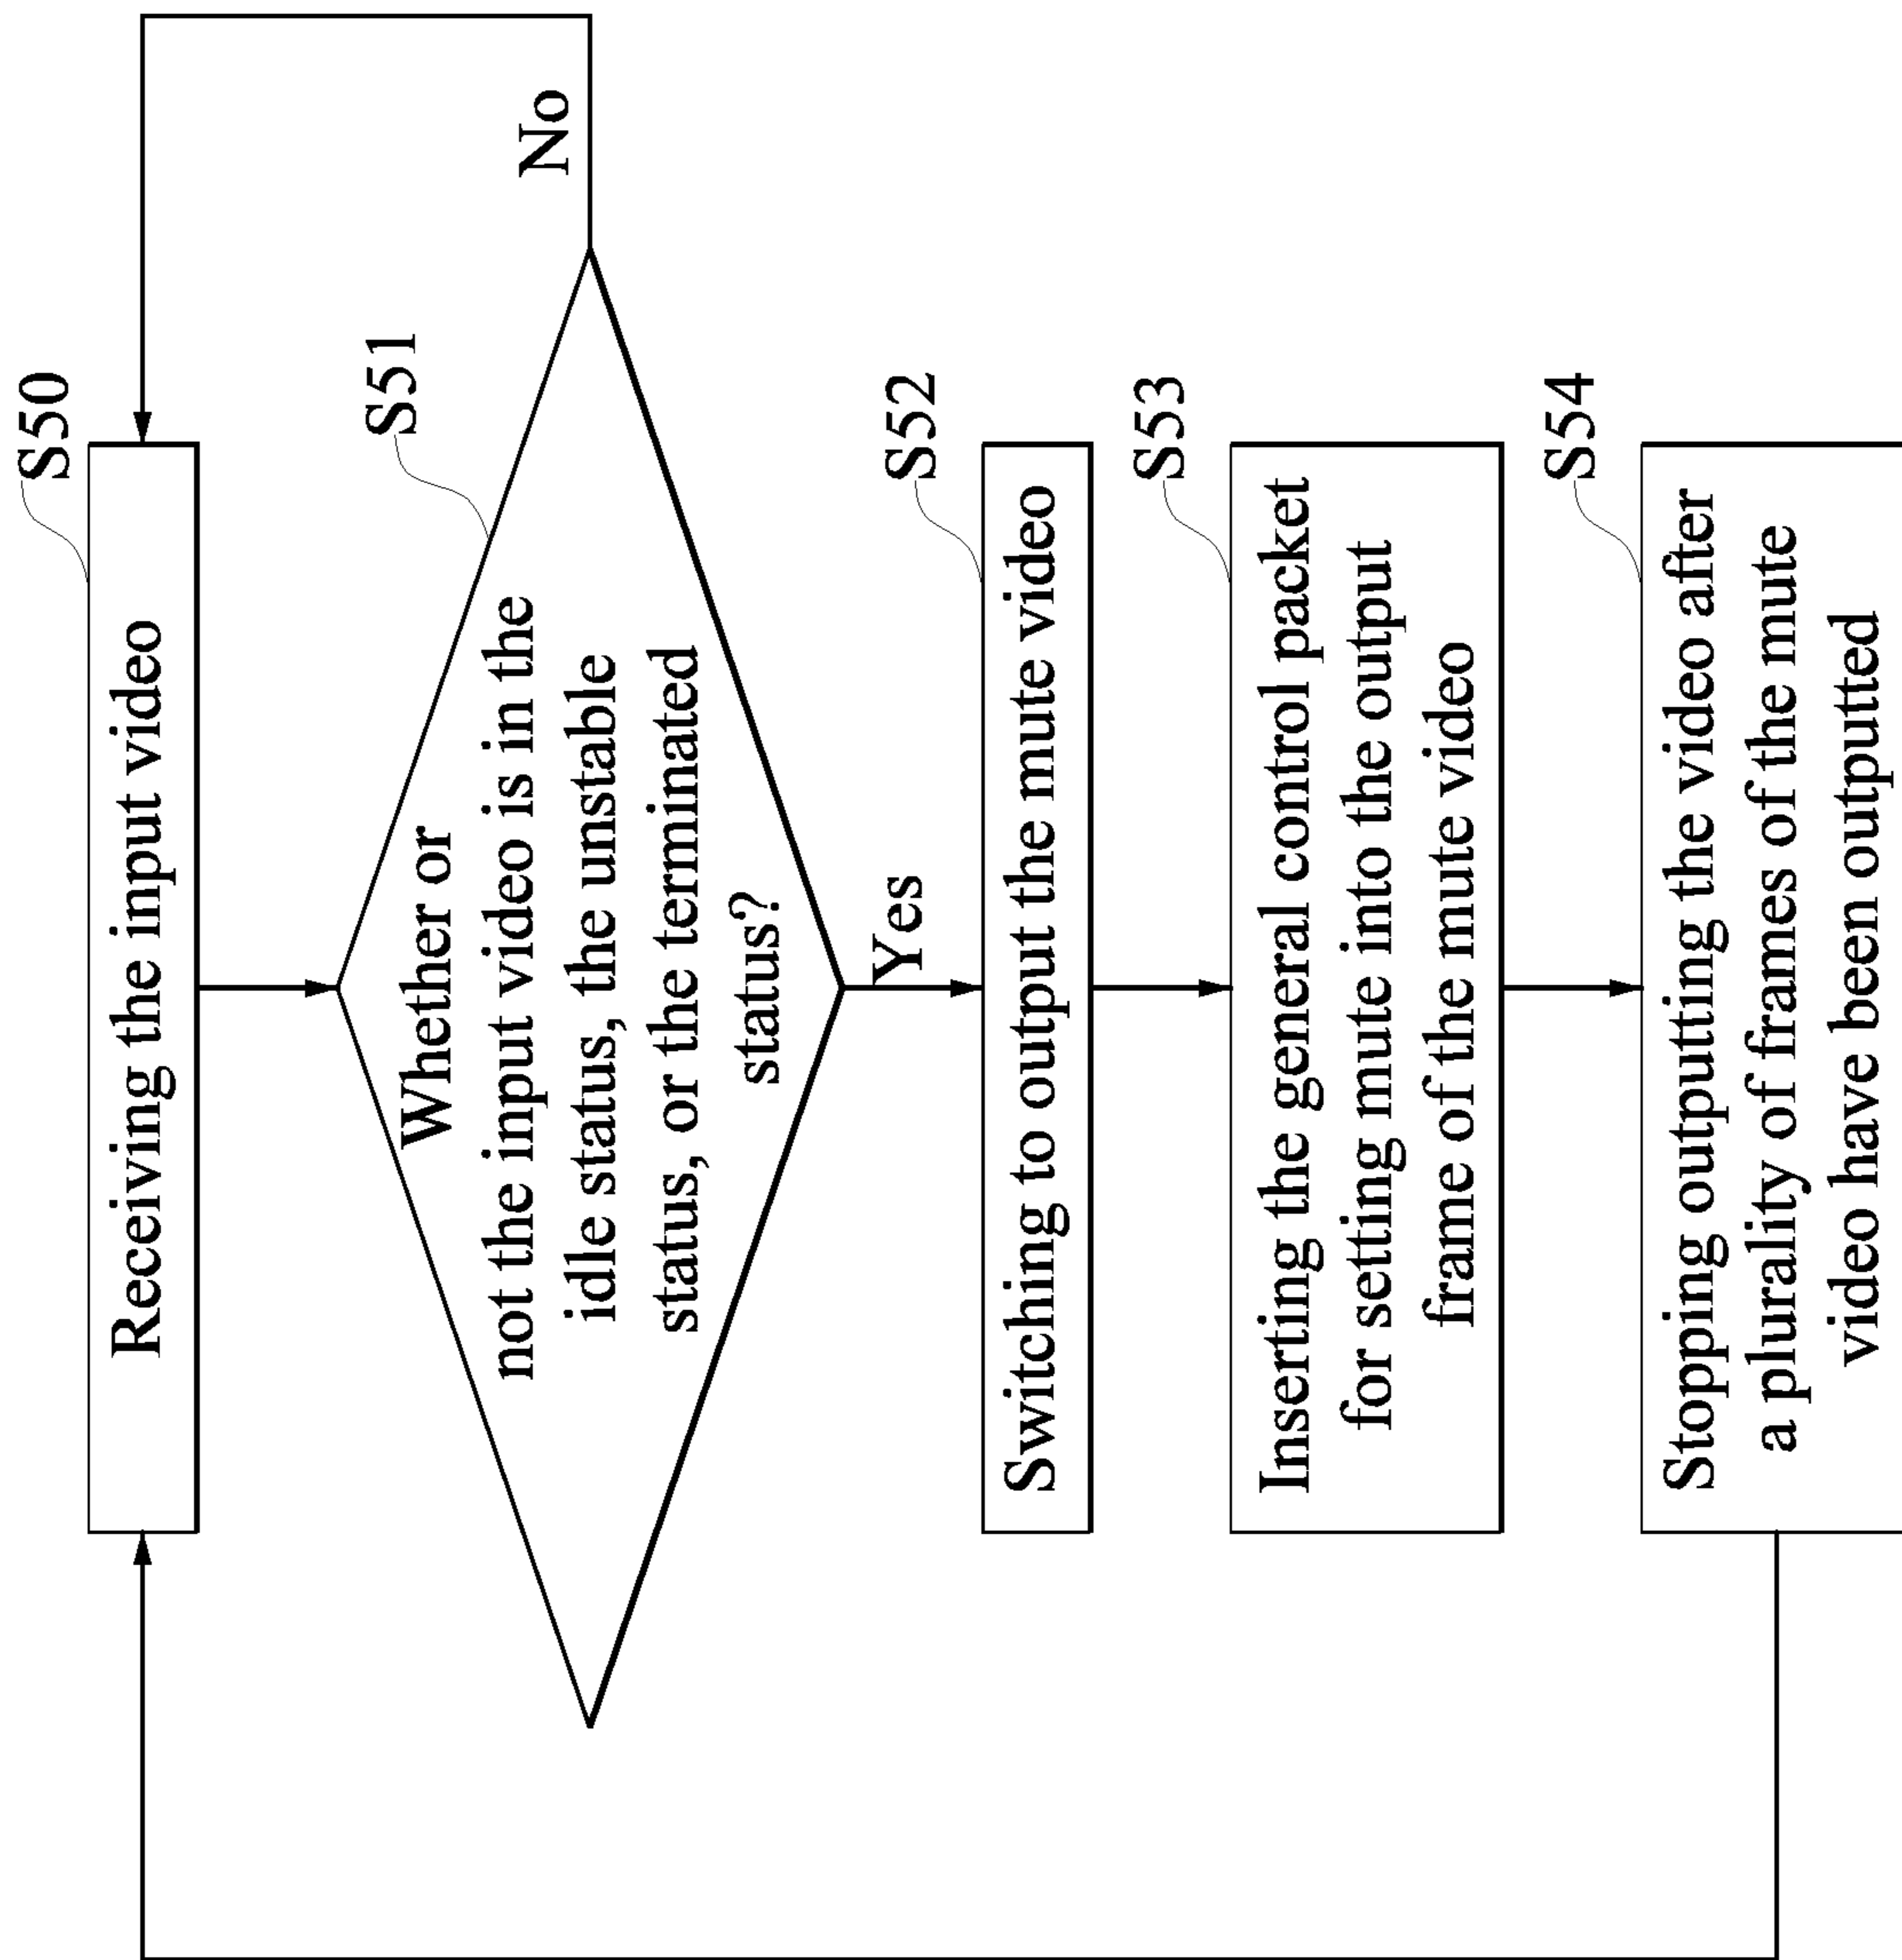 S50
Receiving the input video
S51
Whether or
not the input video is in the
idle status, the unstable
status, or the terminated
status?
No
Yes
S52
Switching to output the mute video
S53
Inserting the general control packet
for setting mute into the output
frame of the mute video
S54
Stopping outputting the video after
a plurality of frames of the mute
video have been outputted